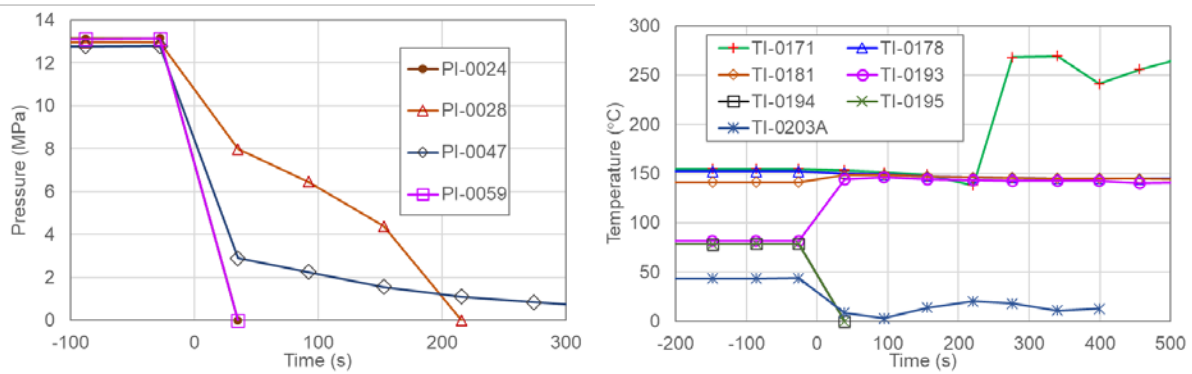 14
12
10
8
6
4
2
0
Pressure (MPa)
-100
0
100
200
300
Time (s)
PI-0024
PI-0028
PI-0047
PI-0059
300
250
200
150
100
50
0
Temperature (°C)
-200
-100
0
100
200
300
400
500
Time (s)
TI-0171
TI-0178
TI-0181
TI-0193
TI-0194
TI-0195
TI-0203A